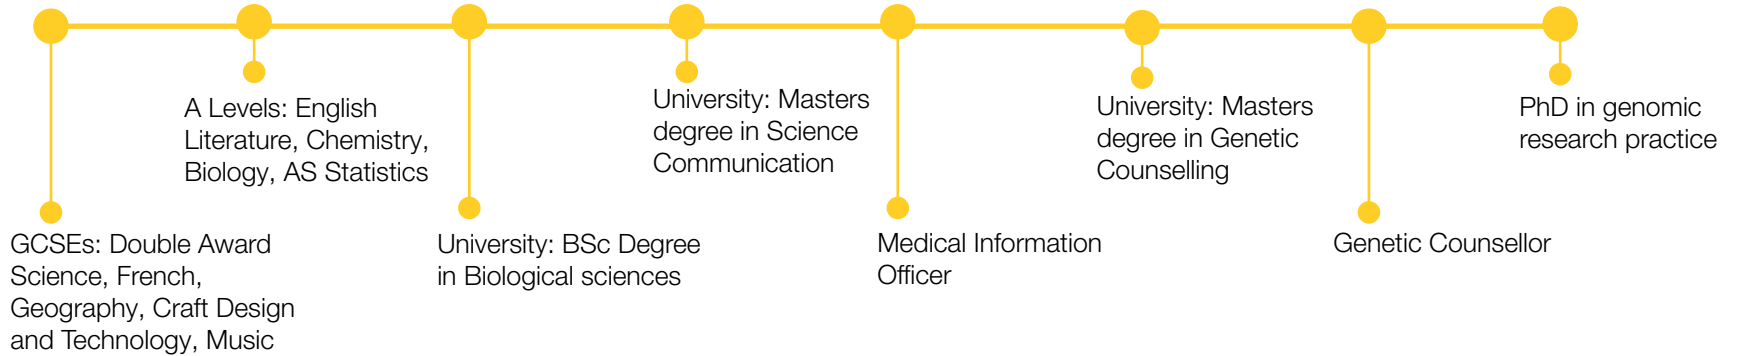 GCSEs: Double Award
Science, French,
Geography, Craft Design
and Technology, Music
A Levels: English
Literature, Chemistry,
Biology, AS Statistics
University: BSc Degree
in Biological sciences
University: Masters
degree in Science
Communication
Medical Information
Officer
University: Masters
degree in Genetic
Counselling
Genetic Counsellor
PhD in genomic
research practice